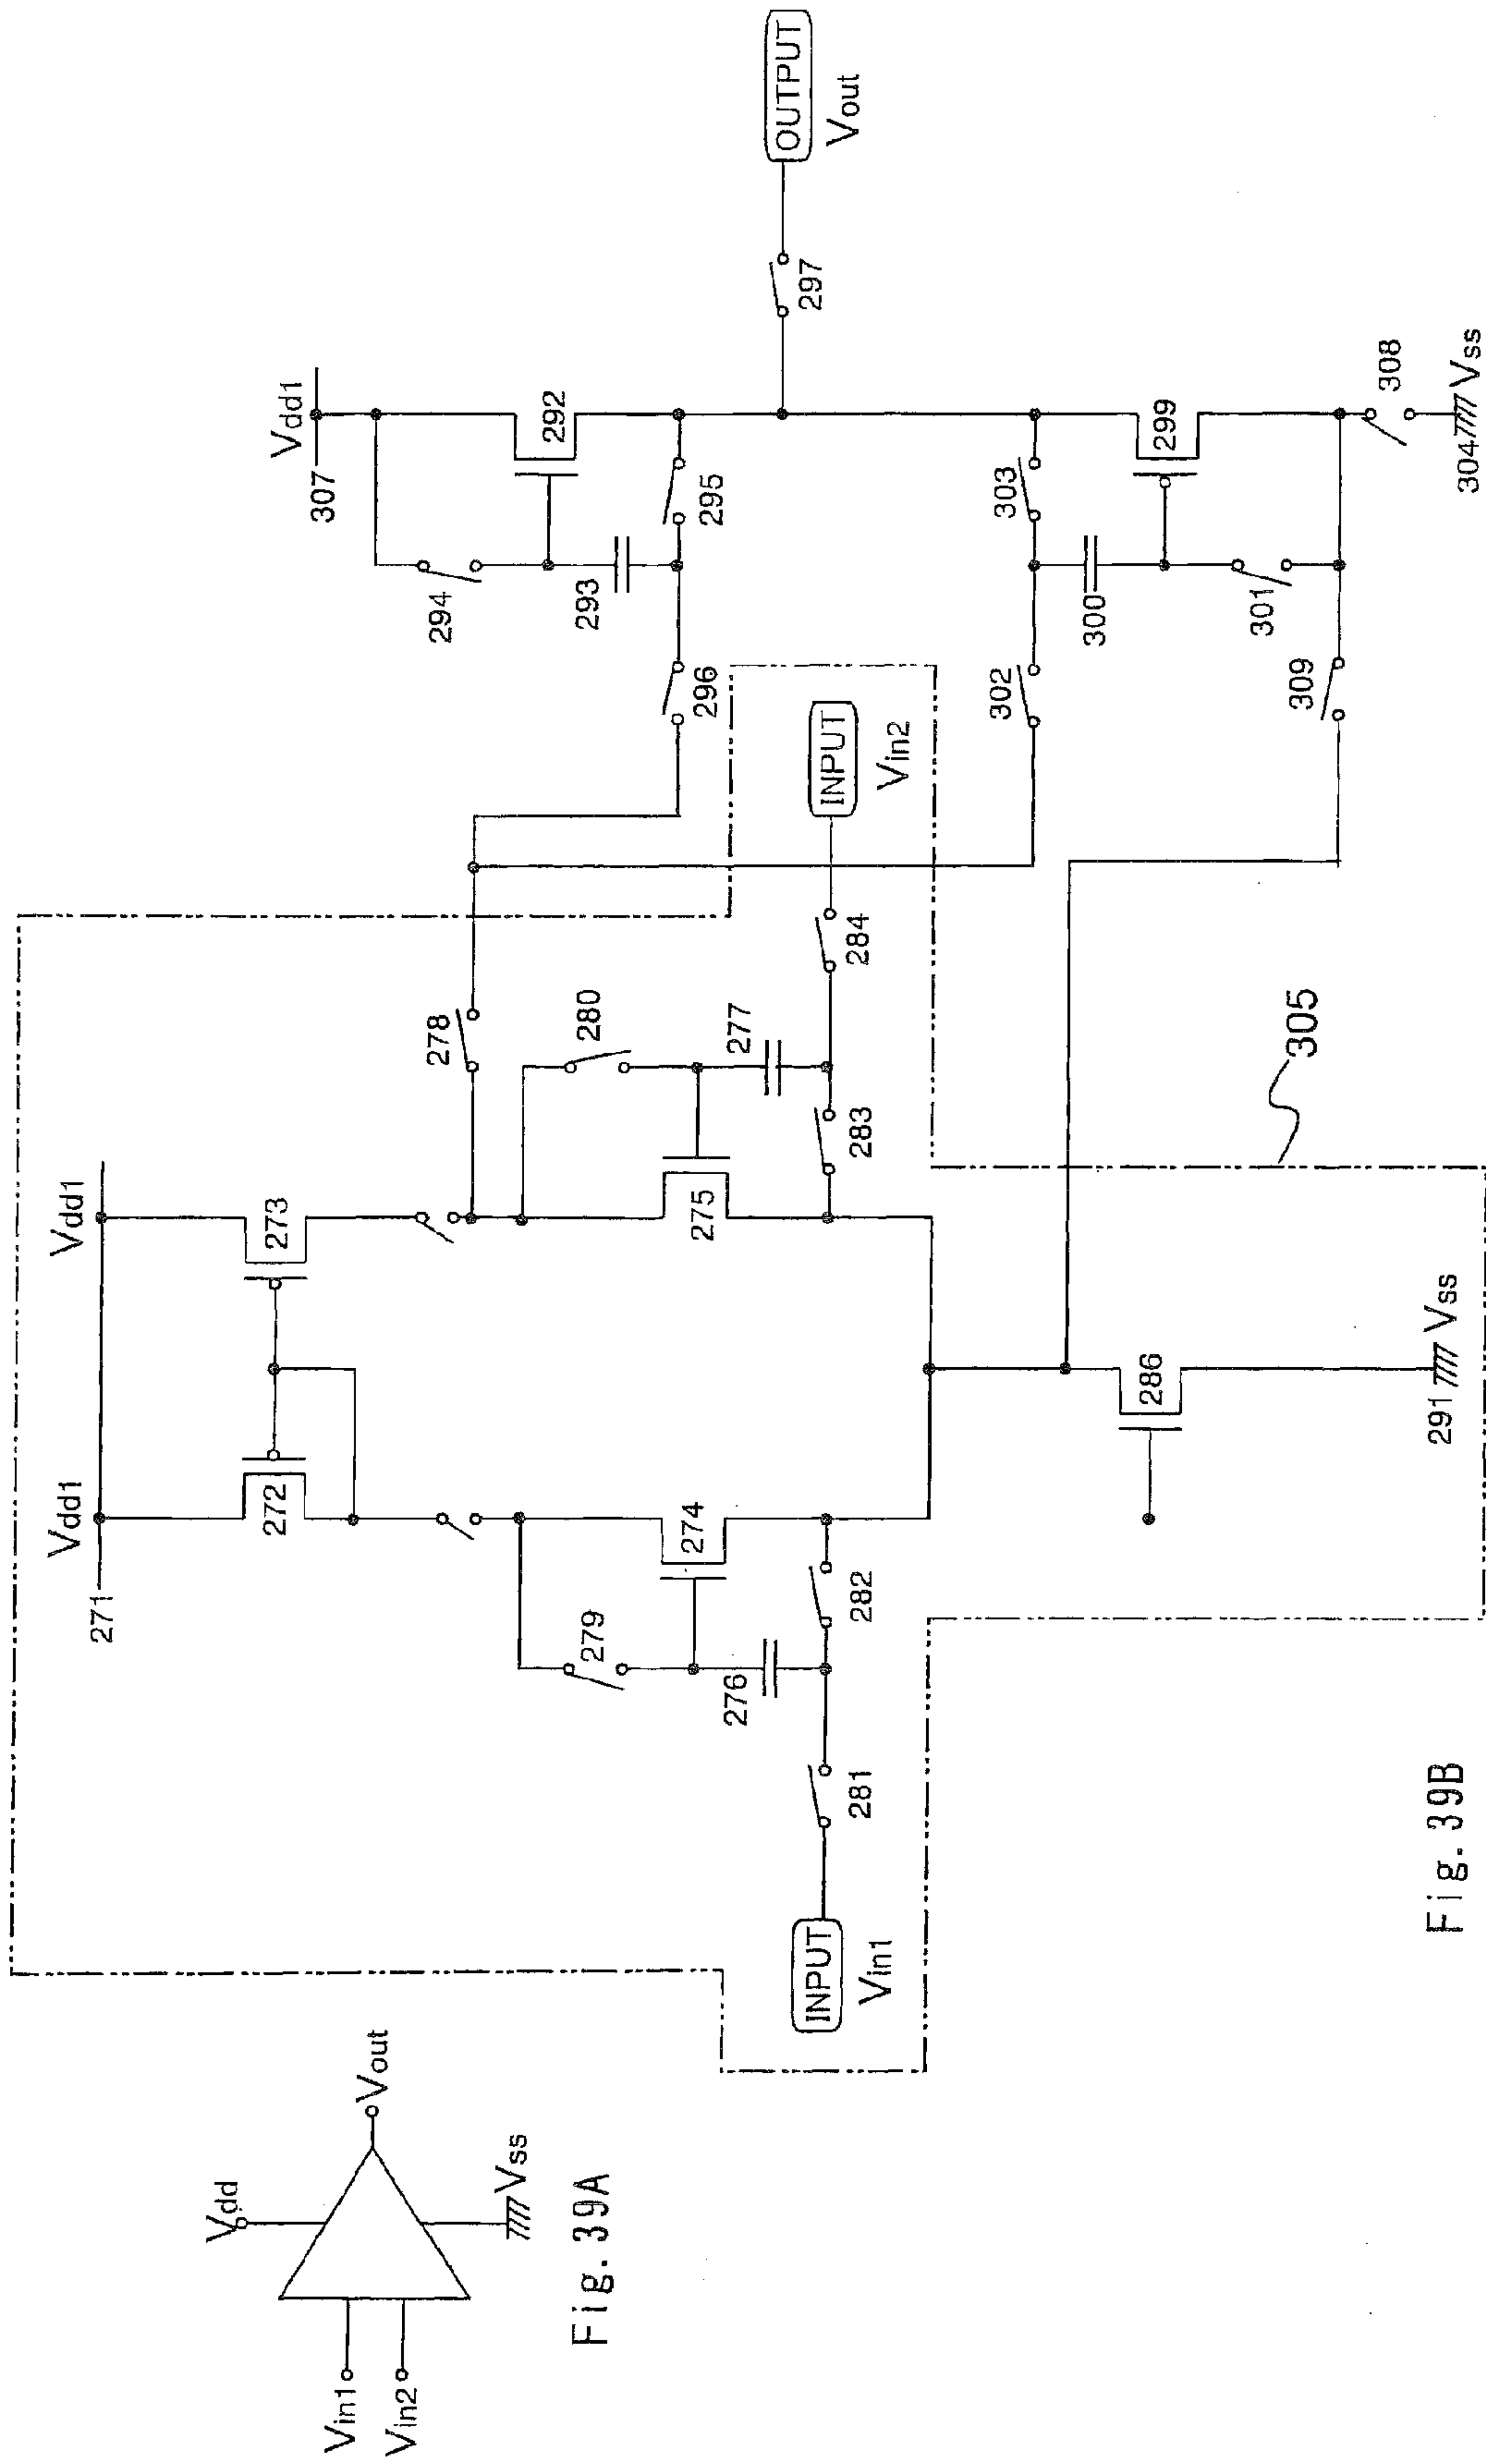 Vdd
Vin1
Vin2
Vout
Vss
Fig. 39A
271
Vdd1
Vdd1
272
273
278
279
280
274
275
276
277
281
282
283
284
INPUT
Vin1
INPUT
Vin2
286
291
Vss
305
307
Vdd1
292
294
293
295
296
297
OUTPUT
Vout
302
303
299
300
301
309
308
304
Vss
Fig. 39B